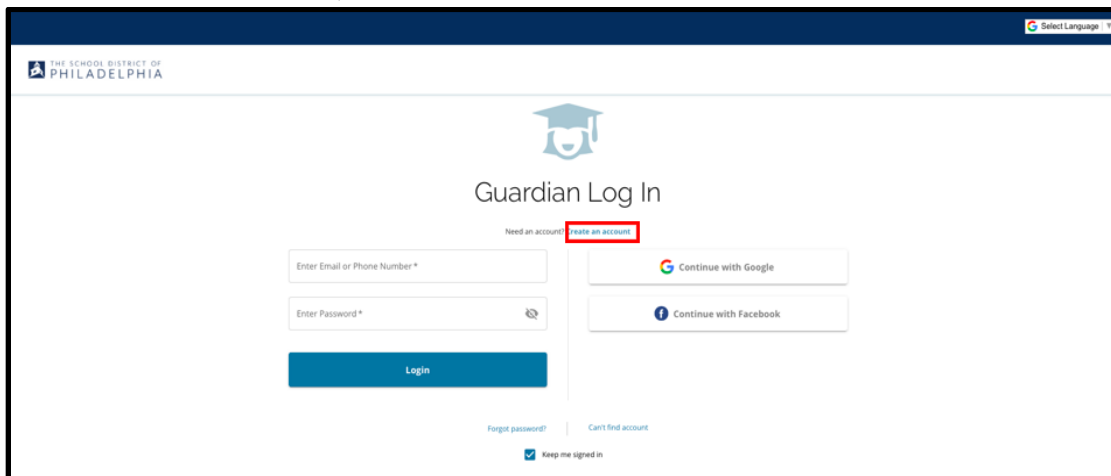 Select Language
THE SCHOOL DISTRICT OF
PHILADELPHIA
Guardian Log In
Need an account? Create an account
Enter Email or Phone Number *
Continue with Google
Enter Password *
Continue with Facebook
Login
Forgot password?
Can't find account
Keep me signed in